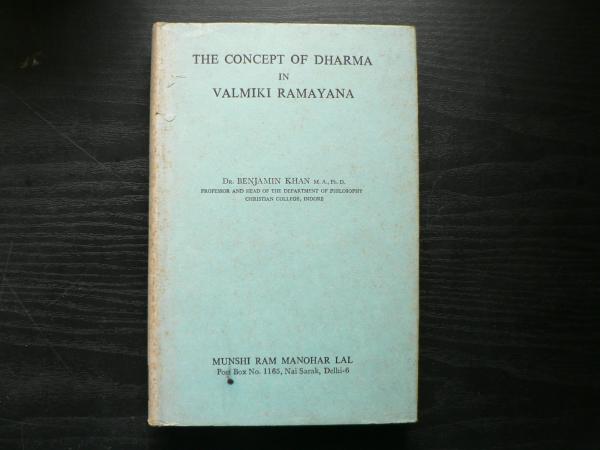 THE CONCEPT OF DHARMA
IN
VALMIKI RAMAYANA
DR. BENJAMIN KHAN M. A., Ph. D.
PROFESSOR AND HEAD OF THE DEPARTMENT OF PHILOSOPHY
CHRISTIAN COLLEGE, INDORE
MUNSHI RAM MANOHAR LAL
Post Box No. 1165, Nai Sarak, Delhi-6